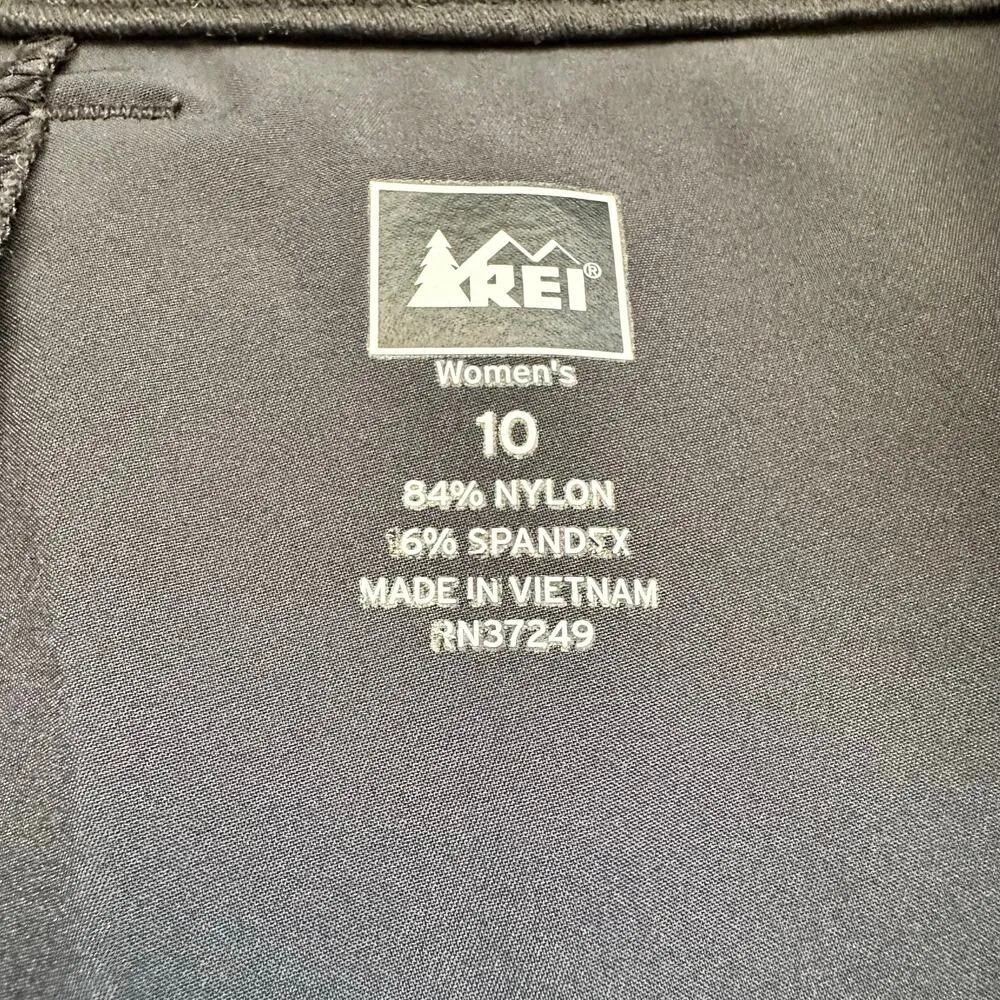 REI®
Women's
10
84% NYLON
16% SPANDEX
MADE IN VIETNAM
RN37249